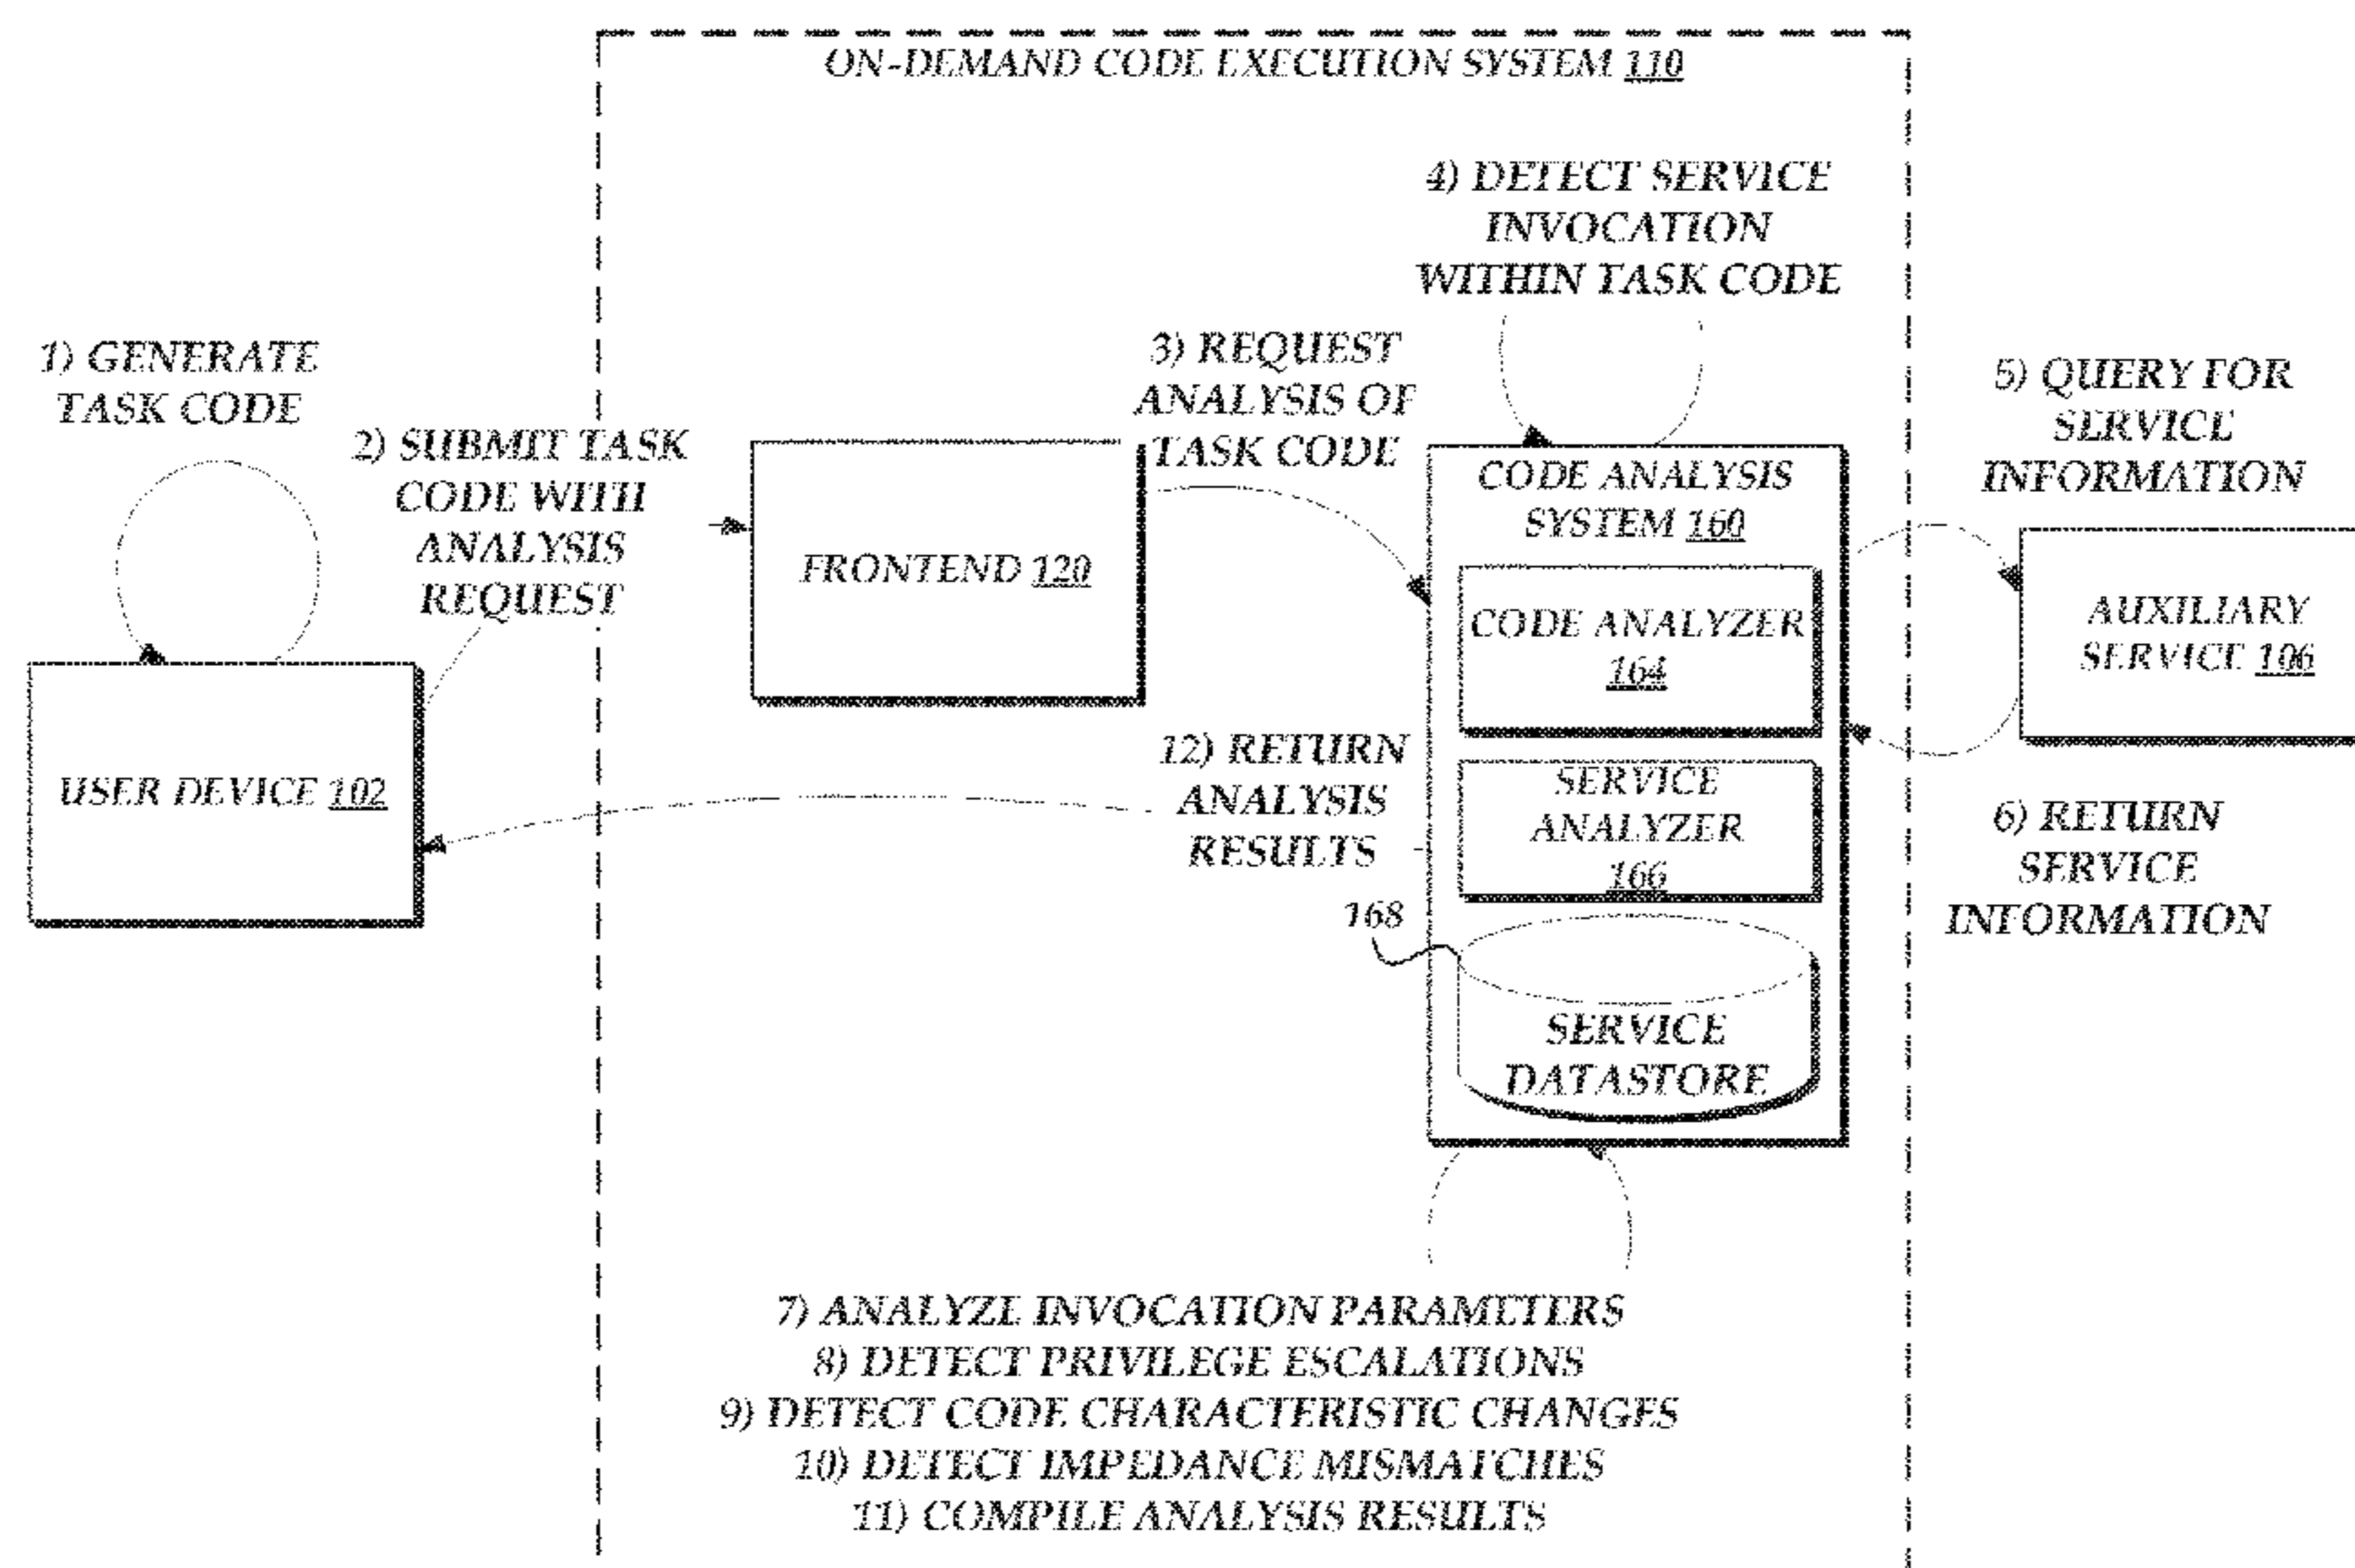 ON-DEMAND CODE EXECUTION SYSTEM 110
4) DETECT SERVICE
INVOCATION
WITHIN TASK CODE
1) GENERATE
TASK CODE
2) SUBMIT TASK
CODE WITH
ANALYSIS
REQUEST
3) REQUEST
ANALYSIS OF
TASK CODE
5) QUERY FOR
SERVICE
INFORMATION
FRONTEND 120
CODE ANALYSIS
SYSTEM 160
CODE ANALYZER
164
AUXILIARY
SERVICE 106
USER DEVICE 102
12) RETURN
ANALYSIS
RESULTS
SERVICE
ANALYZER
166
6) RETURN
SERVICE
INFORMATION
168
SERVICE
DATASTORE
7) ANALYZE INVOCATION PARAMETERS
8) DETECT PRIVILEGE ESCALATIONS
9) DETECT CODE CHARACTERISTIC CHANGES
10) DETECT IMPEDANCE MISMATCHES
11) COMPILE ANALYSIS RESULTS